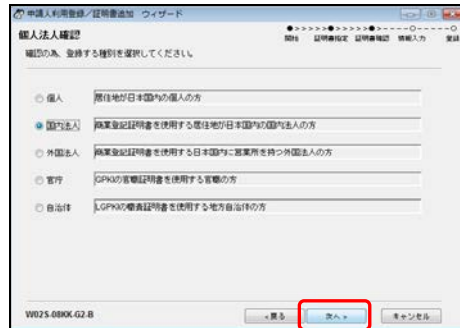 申請人利用登録/証明書追加 ウィザード
個人法人確認
●>>>>>●>>>>>●>----○-----○
開始 証明書指定 証明書確認 情報入力 登録
確認の為、登録する種別を選択してください。
個人 居住地が日本国内の個人の方
国内法人 商業登記証明書を使用する居住地が日本国内の国内法人の方
外国法人 商業登記証明書を使用する日本国内に営業所を持つ外国法人の方
官庁 GPKIの官職証明書を使用する官職の方
自治体 LGPKIの職責証明書を使用する地方自治体の方
W02S-08KK-G2-B
<戻る 次へ> キャンセル